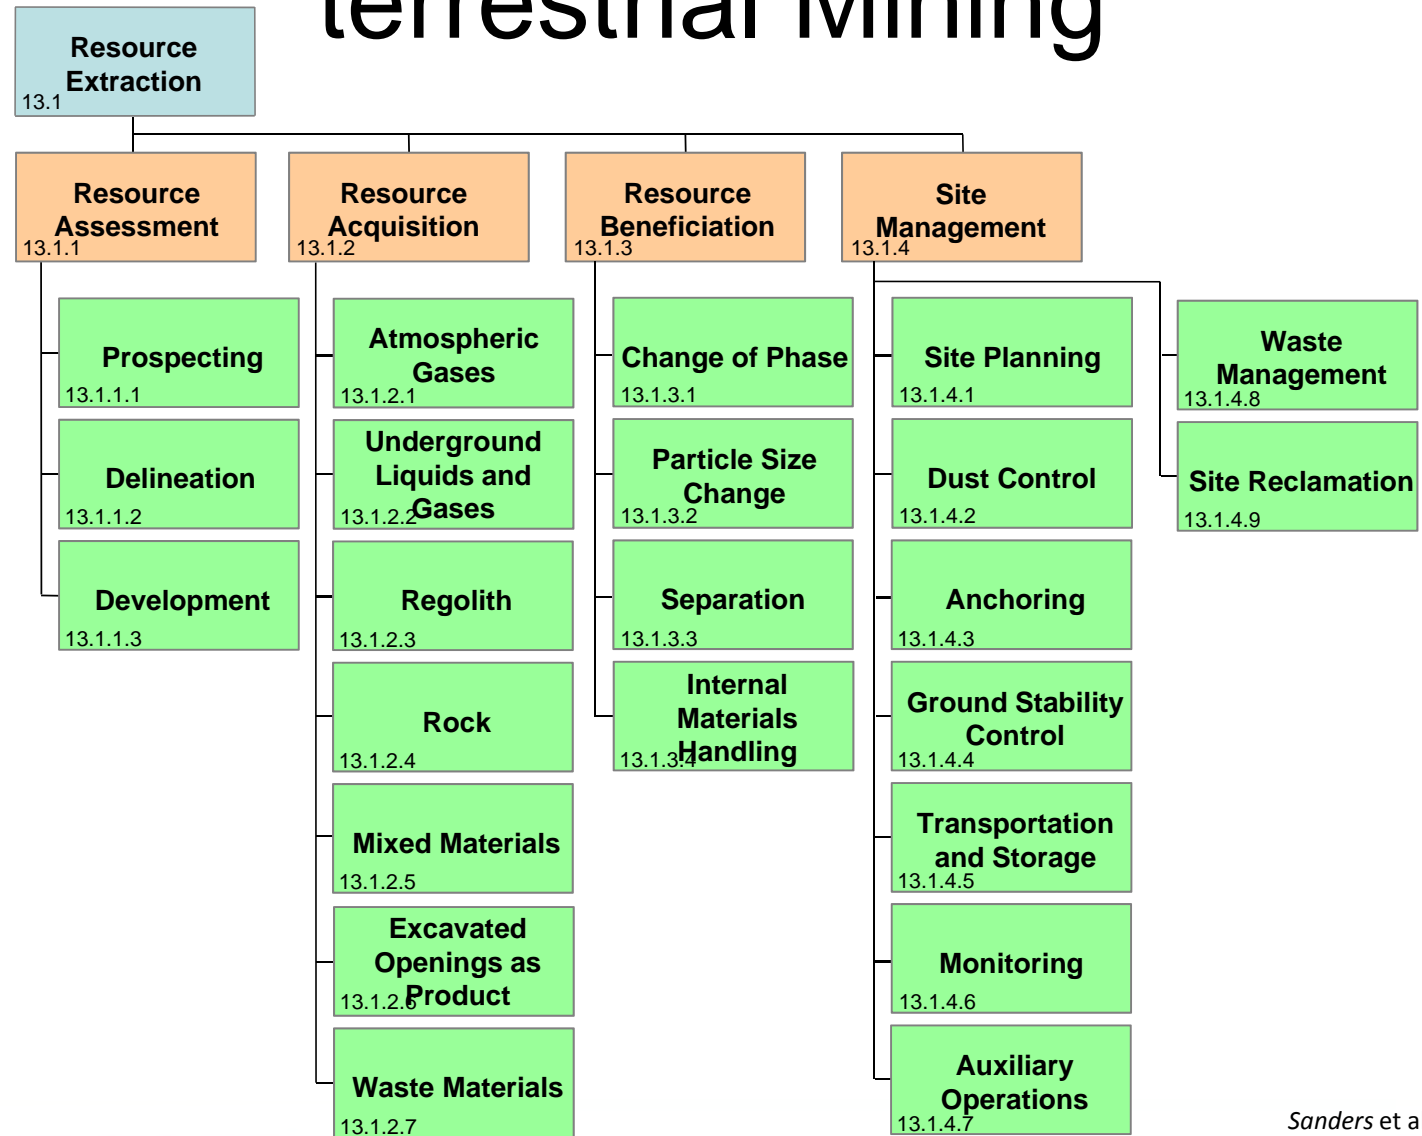 terrestrial Mining
Resource
Extraction
13.1
Resource
Assessment
13.1.1
Resource
Acquisition
13.1.2
Resource
Beneficiation
13.1.3
Site
Management
13.1.4
Prospecting
13.1.1.1
Delineation
13.1.1.2
Development
13.1.1.3
Atmospheric
Gases
13.1.2.1
Underground
Liquids and
Gases
13.1.2.2
Regolith
13.1.2.3
Rock
13.1.2.4
Mixed Materials
13.1.2.5
Excavated
Openings as
Product
13.1.2.6
Waste Materials
13.1.2.7
Change of Phase
13.1.3.1
Particle Size
Change
13.1.3.2
Separation
13.1.3.3
Internal
Materials
Handling
13.1.3.4
Site Planning
13.1.4.1
Dust Control
13.1.4.2
Anchoring
13.1.4.3
Ground Stability
Control
13.1.4.4
Transportation
and Storage
13.1.4.5
Monitoring
13.1.4.6
Auxiliary
Operations
13.1.4.7
Waste
Management
13.1.4.8
Site Reclamation
13.1.4.9
Sanders et a